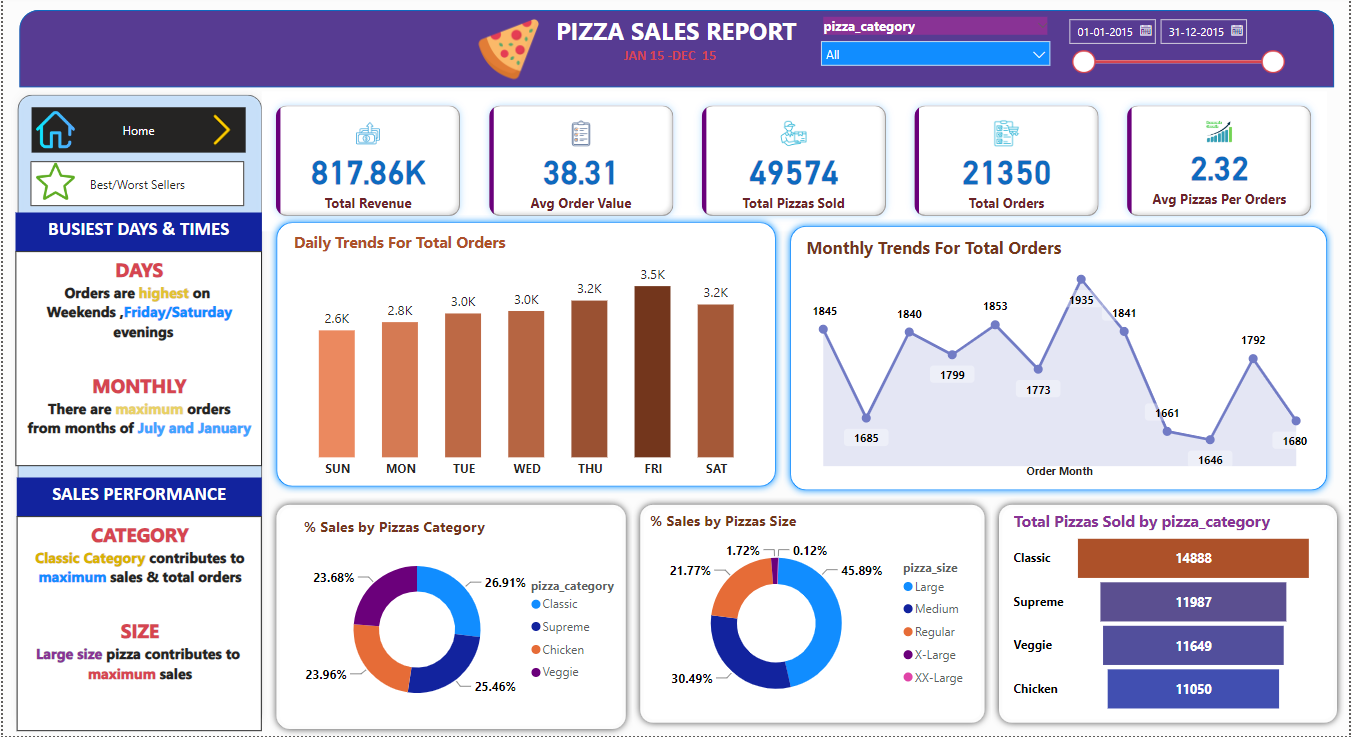 PIZZA SALES REPORT
JAN 15 -DEC 15
pizza_category
All
01-01-2015
31-12-2015
Home
Best/Worst Sellers
BUSIEST DAYS & TIMES
DAYS
Orders are highest on
Weekends ,Friday/Saturday
evenings
MONTHLY
There are maximum orders
from months of July and January
SALES PERFORMANCE
CATEGORY
Classic Category contributes to
maximum sales & total orders
SIZE
Large size pizza contributes to
maximum sales
817.86K
Total Revenue
38.31
Avg Order Value
49574
Total Pizzas Sold
21350
Total Orders
2.32
Avg Pizzas Per Orders
Daily Trends For Total Orders
2.6K
2.8K
3.0K
3.0K
3.2K
3.5K
3.2K
SUN
MON
TUE
WED
THU
FRI
SAT
Monthly Trends For Total Orders
1845
1685
1840
1799
1853
1773
1935
1841
1661
1646
1792
1680
Order Month
% Sales by Pizzas Category
23.68%
26.91%
23.96%
25.46%
pizza_category
Classic
Supreme
Chicken
Veggie
% Sales by Pizzas Size
1.72%
0.12%
21.77%
45.89%
30.49%
pizza_size
Large
Medium
Regular
X-Large
XX-Large
Total Pizzas Sold by pizza_category
Classic 14888
Supreme 11987
Veggie 11649
Chicken 11050